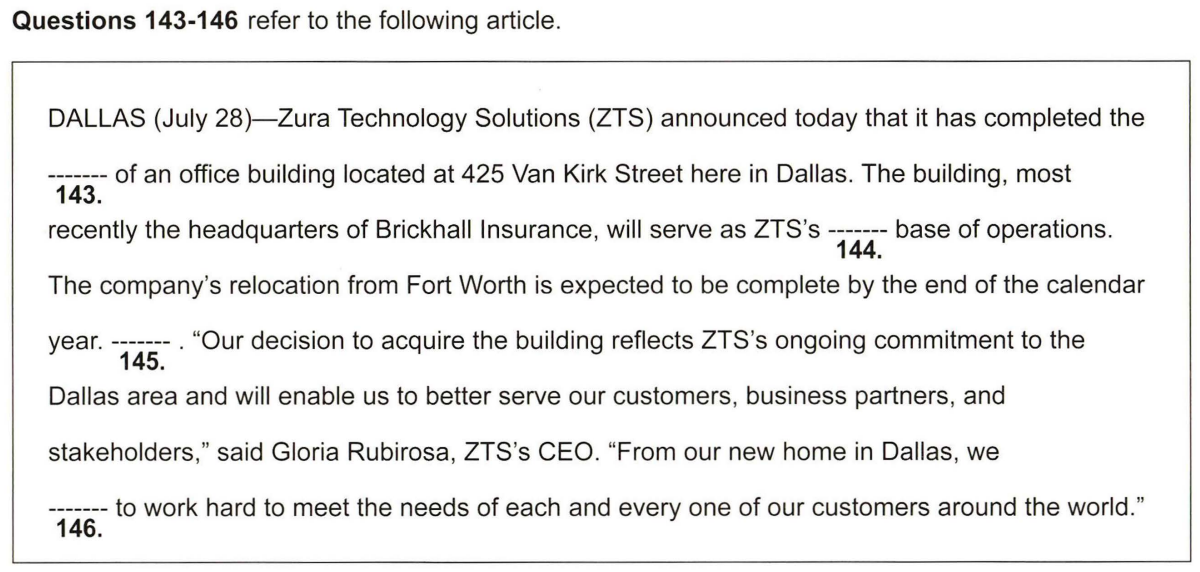 Questions 143-146 refer to the following article.
DALLAS (July 28)—Zura Technology Solutions (ZTS) announced today that it has completed the
------- of an office building located at 425 Van Kirk Street here in Dallas. The building, most
143.
recently the headquarters of Brickhall Insurance, will serve as ZTS's ------- base of operations.
144.
The company's relocation from Fort Worth is expected to be complete by the end of the calendar
year. ------- . “Our decision to acquire the building reflects ZTS's ongoing commitment to the
145.
Dallas area and will enable us to better serve our customers, business partners, and
stakeholders,” said Gloria Rubirosa, ZTS's CEO. “From our new home in Dallas, we
------- to work hard to meet the needs of each and every one of our customers around the world.”
146.